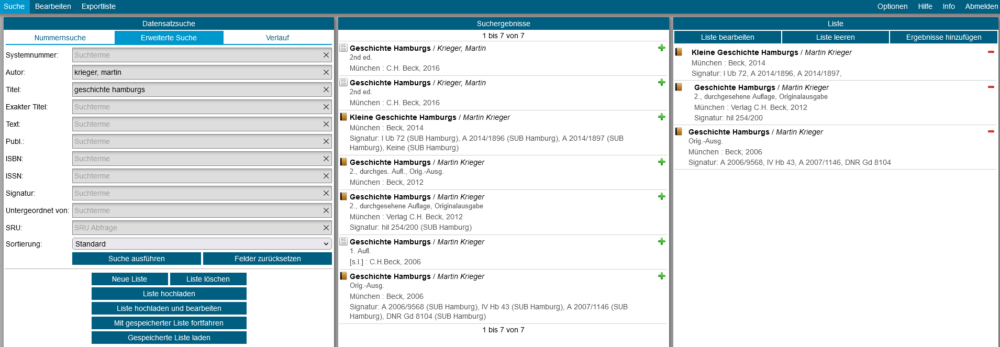 Suche Bearbeiten Exportliste Optionen Hilfe Info Abmelden
Datensatzsuche
Nummernsuche Erweiterte Suche Verlauf
Systemnummer: Suchterme
Autor: krieger, martin
Titel: geschichte hamburgs
Exakter Titel: Suchterme
Text: Suchterme
Publ.: Suchterme
ISBN: Suchterme
ISSN: Suchterme
Signatur: Suchterme
Untergeordnet von: Suchterme
SRU: SRU Abfrage
Sortierung: Standard
Suche ausführen Felder zurücksetzen
Neue Liste Liste löschen
Liste hochladen
Liste hochladen und bearbeiten
Mit gespeicherter Liste fortfahren
Gespeicherte Liste laden
Suchergebnisse
1 bis 7 von 7
Geschichte Hamburgs / Krieger, Martin
2nd ed.
München : C.H. Beck, 2016
Geschichte Hamburgs / Krieger, Martin
2nd ed.
München : C.H. Beck, 2016
Kleine Geschichte Hamburgs / Martin Krieger
München : Beck, 2014
Signatur: I Ub 72 (SUB Hamburg), A 2014/1896 (SUB Hamburg), A 2014/1897 (SUB
Hamburg), Keine (SUB Hamburg)
Geschichte Hamburgs / Martin Krieger
2., durchges. Aufl., Orig.-Ausg.
München : Beck, 2012
Geschichte Hamburgs / Martin Krieger
2., durchgesehene Auflage, Originalausgabe
München : Verlag C.H. Beck, 2012
Signatur: hil 254/200 (SUB Hamburg)
Geschichte Hamburgs / Martin Krieger
1. Aufl.
[s.l.] : C.H.Beck, 2006
Geschichte Hamburgs / Martin Krieger
Orig.-Ausg.
München : Beck, 2006
Signatur: A 2006/9568 (SUB Hamburg), IV Hb 43 (SUB Hamburg), A 2007/1146 (SUB
Hamburg), DNR Gd 8104 (SUB Hamburg)
1 bis 7 von 7
Liste
Liste bearbeiten Liste leeren Ergebnisse hinzufügen
Kleine Geschichte Hamburgs / Martin Krieger
München : Beck, 2014
Signatur: I Ub 72, A 2014/1896, A 2014/1897,
Geschichte Hamburgs / Martin Krieger
2., durchgesehene Auflage, Originalausgabe
München : Verlag C.H. Beck, 2012
Signatur: hil 254/200
Geschichte Hamburgs / Martin Krieger
Orig.-Ausg.
München : Beck, 2006
Signatur: A 2006/9568, IV Hb 43, A 2007/1146, DNR Gd 8104